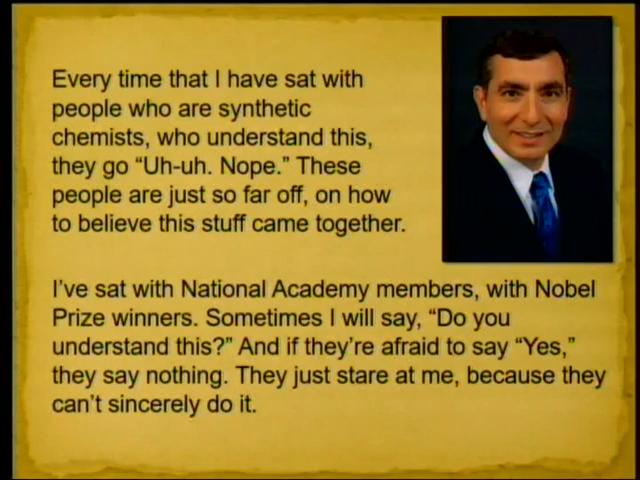 Every time that I have sat with
people who are synthetic
chemists, who understand this,
they go “Uh-uh. Nope.” These
people are just so far off, on how
to believe this stuff came together.
I’ve sat with National Academy members, with Nobel
Prize winners. Sometimes I will say, “Do you
understand this?” And if they’re afraid to say “Yes,”
they say nothing. They just stare at me, because they
can’t sincerely do it.